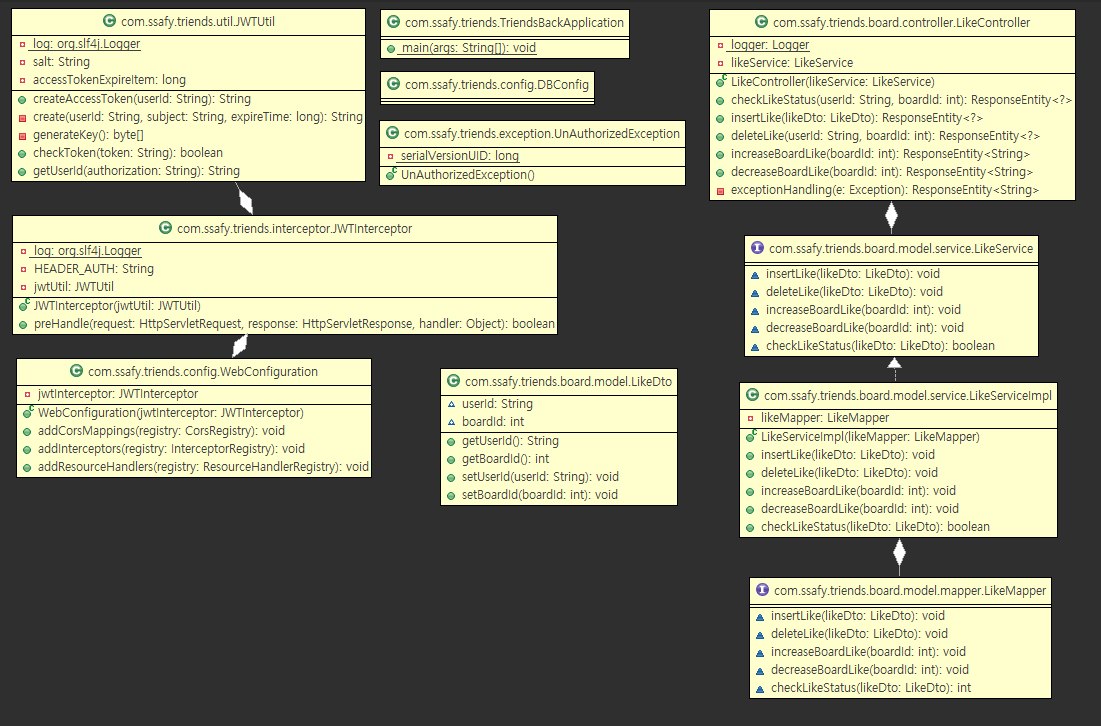 com.ssafy.triends.util.JWTUtil
log: org.slf4j.Logger
salt: String
accessTokenExpireItem: long
createAccessToken(userId: String): String
create(userId: String, subject: String, expireTime: long): String
generateKey(): byte[]
checkToken(token: String): boolean
getUserId(authorization: String): String
com.ssafy.triends.interceptor.JWTInterceptor
log: org.slf4j.Logger
HEADER_AUTH: String
jwtUtil: JWTUtil
JWTInterceptor(jwtUtil: JWTUtil)
preHandle(request: HttpServletRequest, response: HttpServletResponse, handler: Object): boolean
com.ssafy.triends.config.WebConfiguration
jwtInterceptor: JWTInterceptor
WebConfiguration(jwtInterceptor: JWTInterceptor)
addCorsMappings(registry: CorsRegistry): void
addInterceptors(registry: InterceptorRegistry): void
addResourceHandlers(registry: ResourceHandlerRegistry): void
com.ssafy.triends.TriendsBackApplication
main(args: String[]): void
com.ssafy.triends.config.DBConfig
com.ssafy.triends.exception.UnAuthorizedException
serialVersionUID: long
UnAuthorizedException()
com.ssafy.triends.board.model.LikeDto
userId: String
boardId: int
getUserId(): String
getBoardId(): int
setUserId(userId: String): void
setBoardId(boardId: int): void
com.ssafy.triends.board.controller.LikeController
logger: Logger
likeService: LikeService
LikeController(likeService: LikeService)
checkLikeStatus(userId: String, boardId: int): ResponseEntity<?>
insertLike(likeDto: LikeDto): ResponseEntity<?>
deleteLike(userId: String, boardId: int): ResponseEntity<?>
increaseBoardLike(boardId: int): ResponseEntity<String>
decreaseBoardLike(boardId: int): ResponseEntity<String>
exceptionHandling(e: Exception): ResponseEntity<String>
com.ssafy.triends.board.model.service.LikeService
insertLike(likeDto: LikeDto): void
deleteLike(likeDto: LikeDto): void
increaseBoardLike(boardId: int): void
decreaseBoardLike(boardId: int): void
checkLikeStatus(likeDto: LikeDto): boolean
com.ssafy.triends.board.model.service.LikeServiceImpl
likeMapper: LikeMapper
LikeServiceImpl(likeMapper: LikeMapper)
insertLike(likeDto: LikeDto): void
deleteLike(likeDto: LikeDto): void
increaseBoardLike(boardId: int): void
decreaseBoardLike(boardId: int): void
checkLikeStatus(likeDto: LikeDto): boolean
com.ssafy.triends.board.model.mapper.LikeMapper
insertLike(likeDto: LikeDto): void
deleteLike(likeDto: LikeDto): void
increaseBoardLike(boardId: int): void
decreaseBoardLike(boardId: int): void
checkLikeStatus(likeDto: LikeDto): int